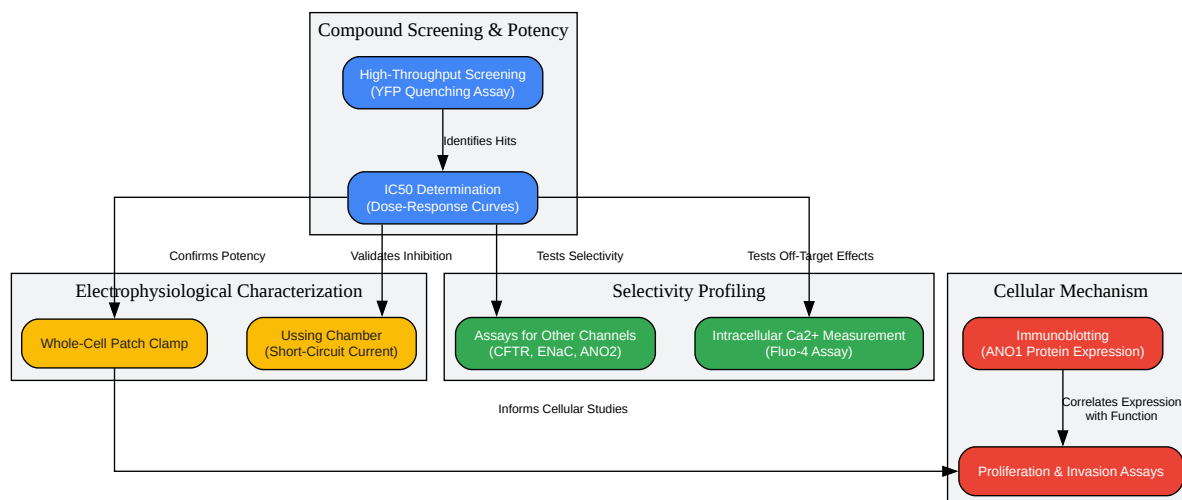 Compound Screening & Potency
High-Throughput Screening
(YFP Quenching Assay)
Identifies Hits
IC50 Determination
(Dose-Response Curves)
Confirms Potency
Validates Inhibition
Tests Selectivity
Tests Off-Target Effects
Electrophysiological Characterization
Whole-Cell Patch Clamp
Ussing Chamber
(Short-Circuit Current)
Selectivity Profiling
Assays for Other Channels
(CFTR, ENaC, ANO2)
Intracellular Ca2+ Measurement
(Fluo-4 Assay)
Cellular Mechanism
Immunoblotting
(ANO1 Protein Expression)
Informs Cellular Studies
Correlates Expression
with Function
Proliferation & Invasion Assays